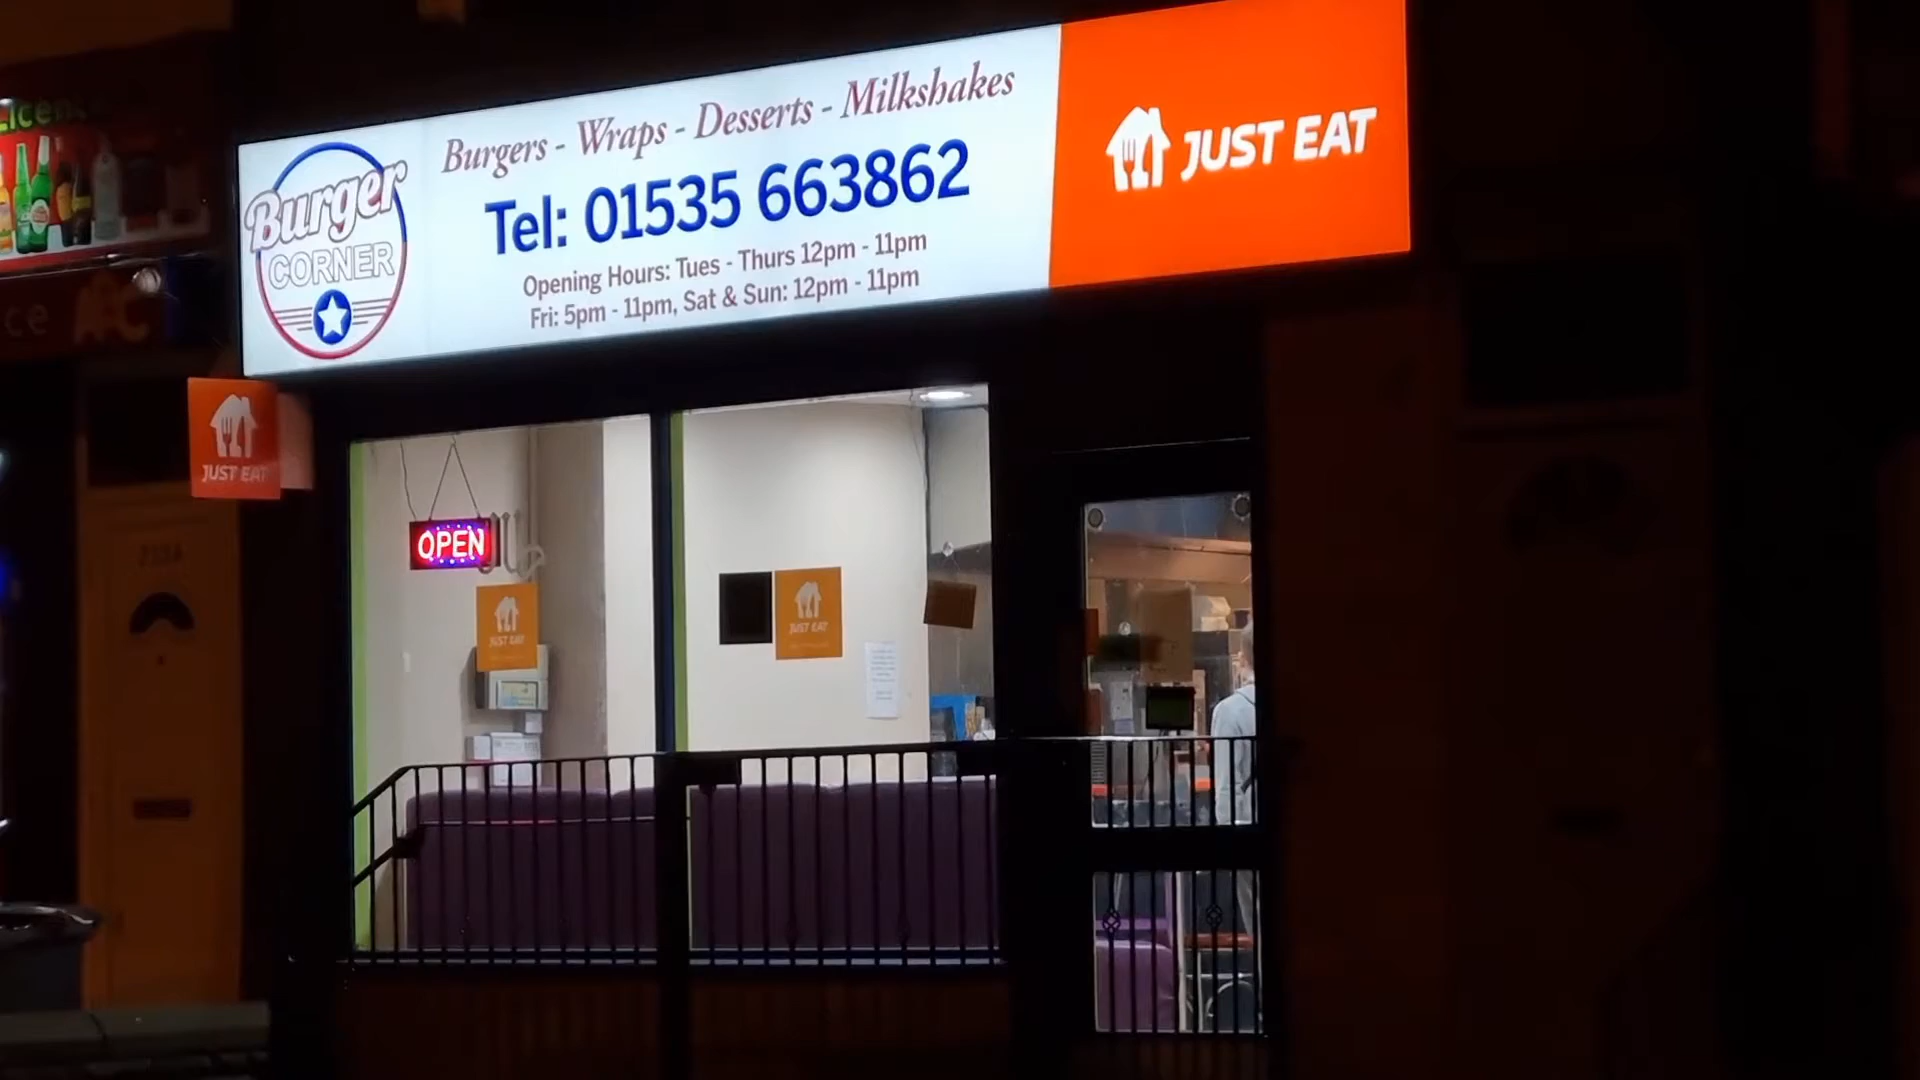 Burgers - Wraps - Desserts - Milkshakes
Tel: 01535 663862
Opening Hours: Tues - Thurs 12pm - 11pm
Fri: 5pm - 11pm, Sat & Sun: 12pm - 11pm
Burger
CORNER
JUST EAT
JUST EAT
OPEN
JUST EAT
JUST EAT